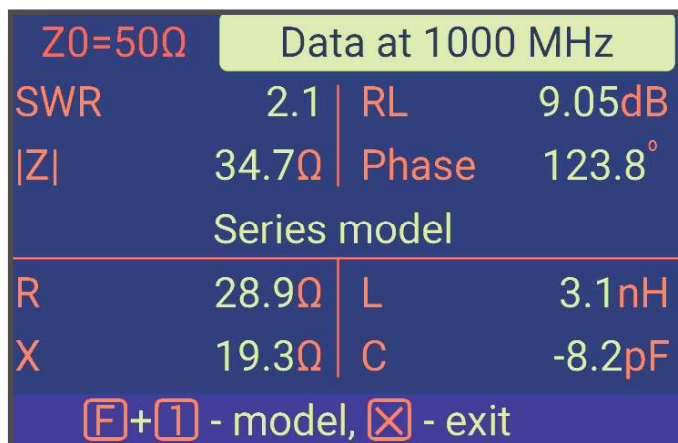 Z0=50Ω Data at 1000 MHz
SWR 2.1 RL 9.05dB
|Z| 34.7Ω Phase 123.8°
Series model
R 28.9Ω L 3.1nH
X 19.3Ω C -8.2pF
F+1 - model, X - exit